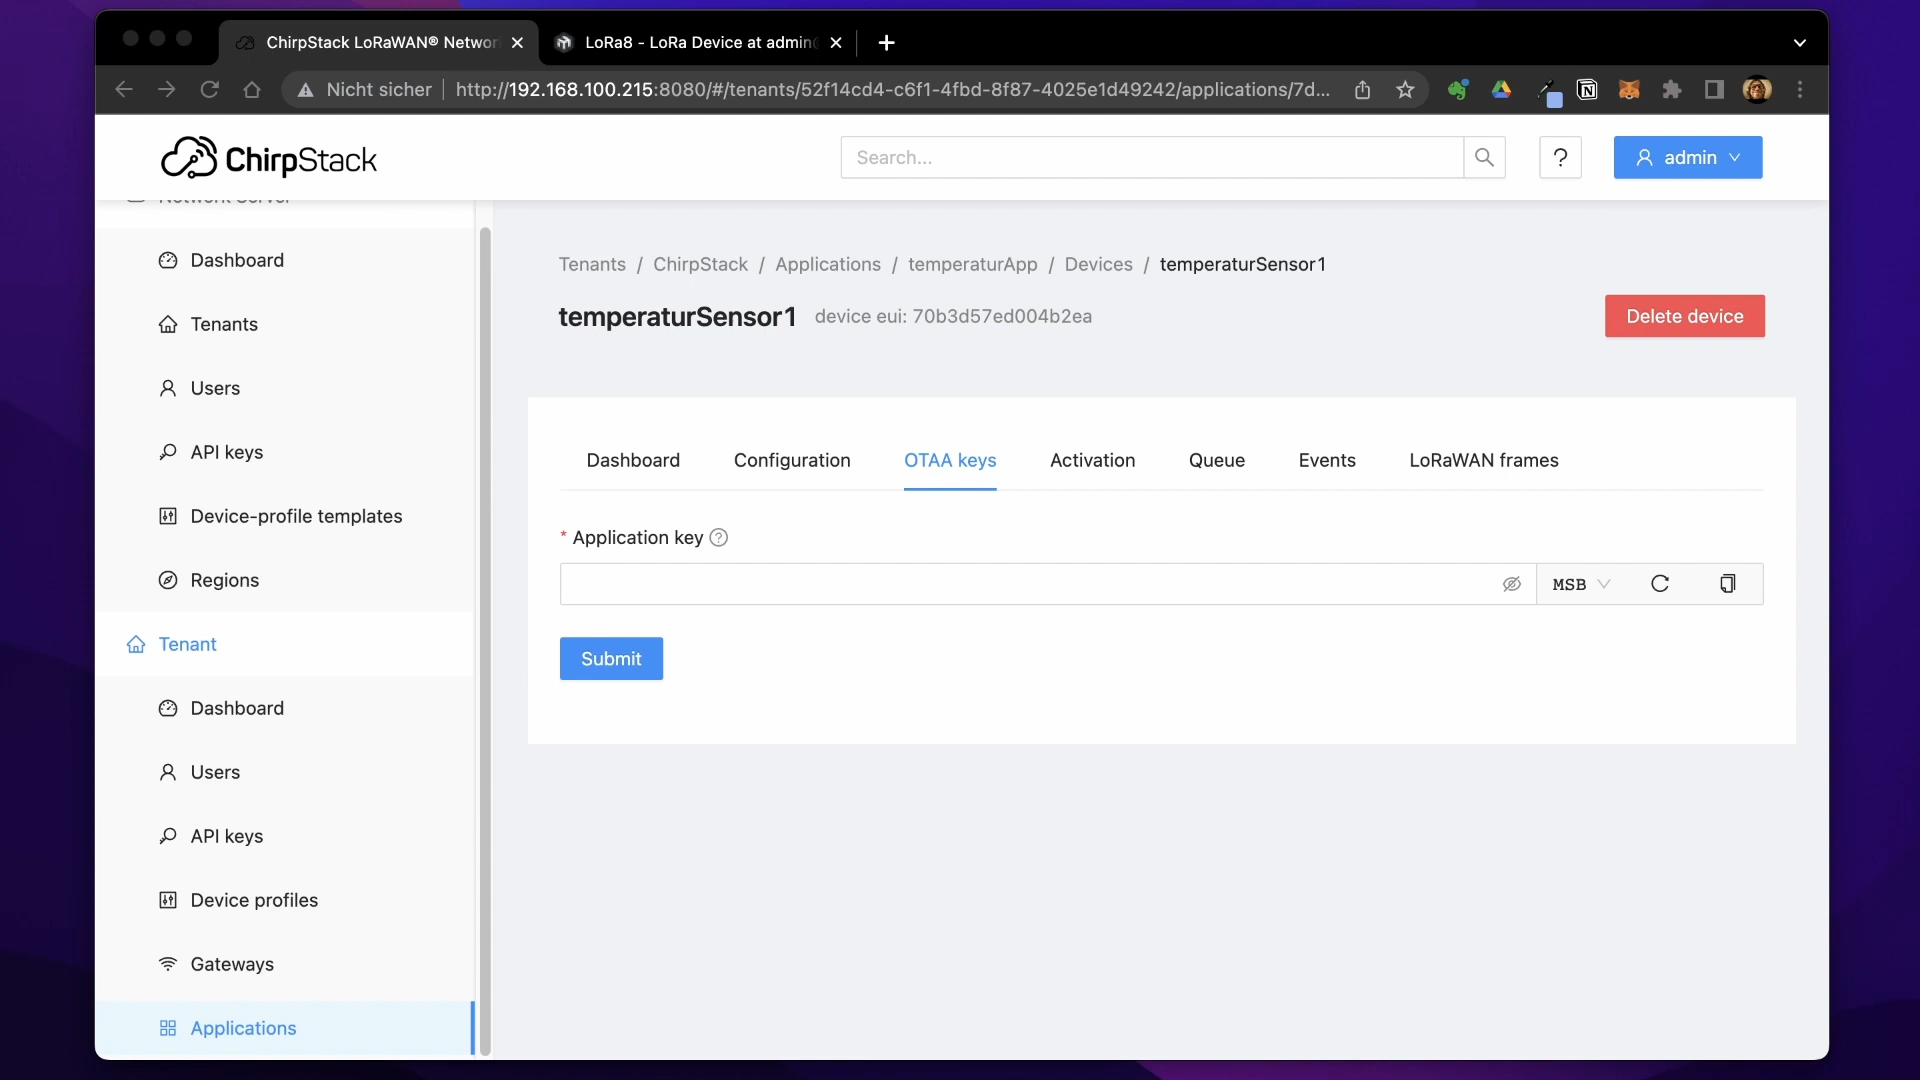 ChirpStack LoRaWAN® Networ
LoRa8 - LoRa Device at admin
Nicht sicher
http://192.168.100.215:8080/#/tenants/52f14cd4-c6f1-4fbd-8f87-4025e1d49242/applications/7d...
ChirpStack
Search...
?
admin
Network Server
Dashboard
Tenants
Users
API keys
Device-profile templates
Regions
Tenant
Dashboard
Users
API keys
Device profiles
Gateways
Applications
Tenants / ChirpStack / Applications / temperaturApp / Devices / temperaturSensor1
temperaturSensor1 device eui: 70b3d57ed004b2ea
Delete device
Dashboard Configuration OTAA keys Activation Queue Events LoRaWAN frames
* Application key ?
MSB
Submit